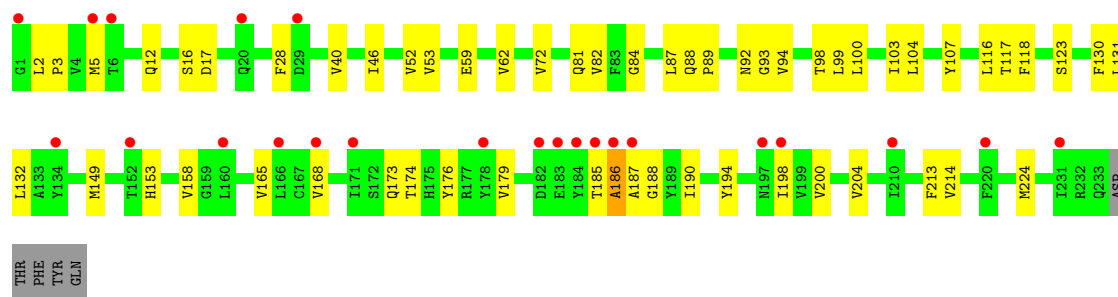 G1 L2 P3 V4 M5 T6 Q12 S16 D17 Q20 F28 D29 V40 I46 V52 V53 E59 V62 V72 Q81 V82 F83 G84 L87 Q88 P89 N92 G93 V94 T98 L99 L100 I103 L104 Y107 L116 T117 F118 S123 F130 L131
L132 A133 Y134 M149 T152 H153 V158 G159 L160 V165 L166 C167 V168 I171 S172 Q173 T174 H175 Y176 R177 Y178 V179 D182 E183 Y184 T185 A186 A187 G188 Y189 I190 Y194 N197 I198 V199 V200 V204 I210 F213 V214 F220 M224 I231 R232 Q233 ASP
THR PHE TYR GLN